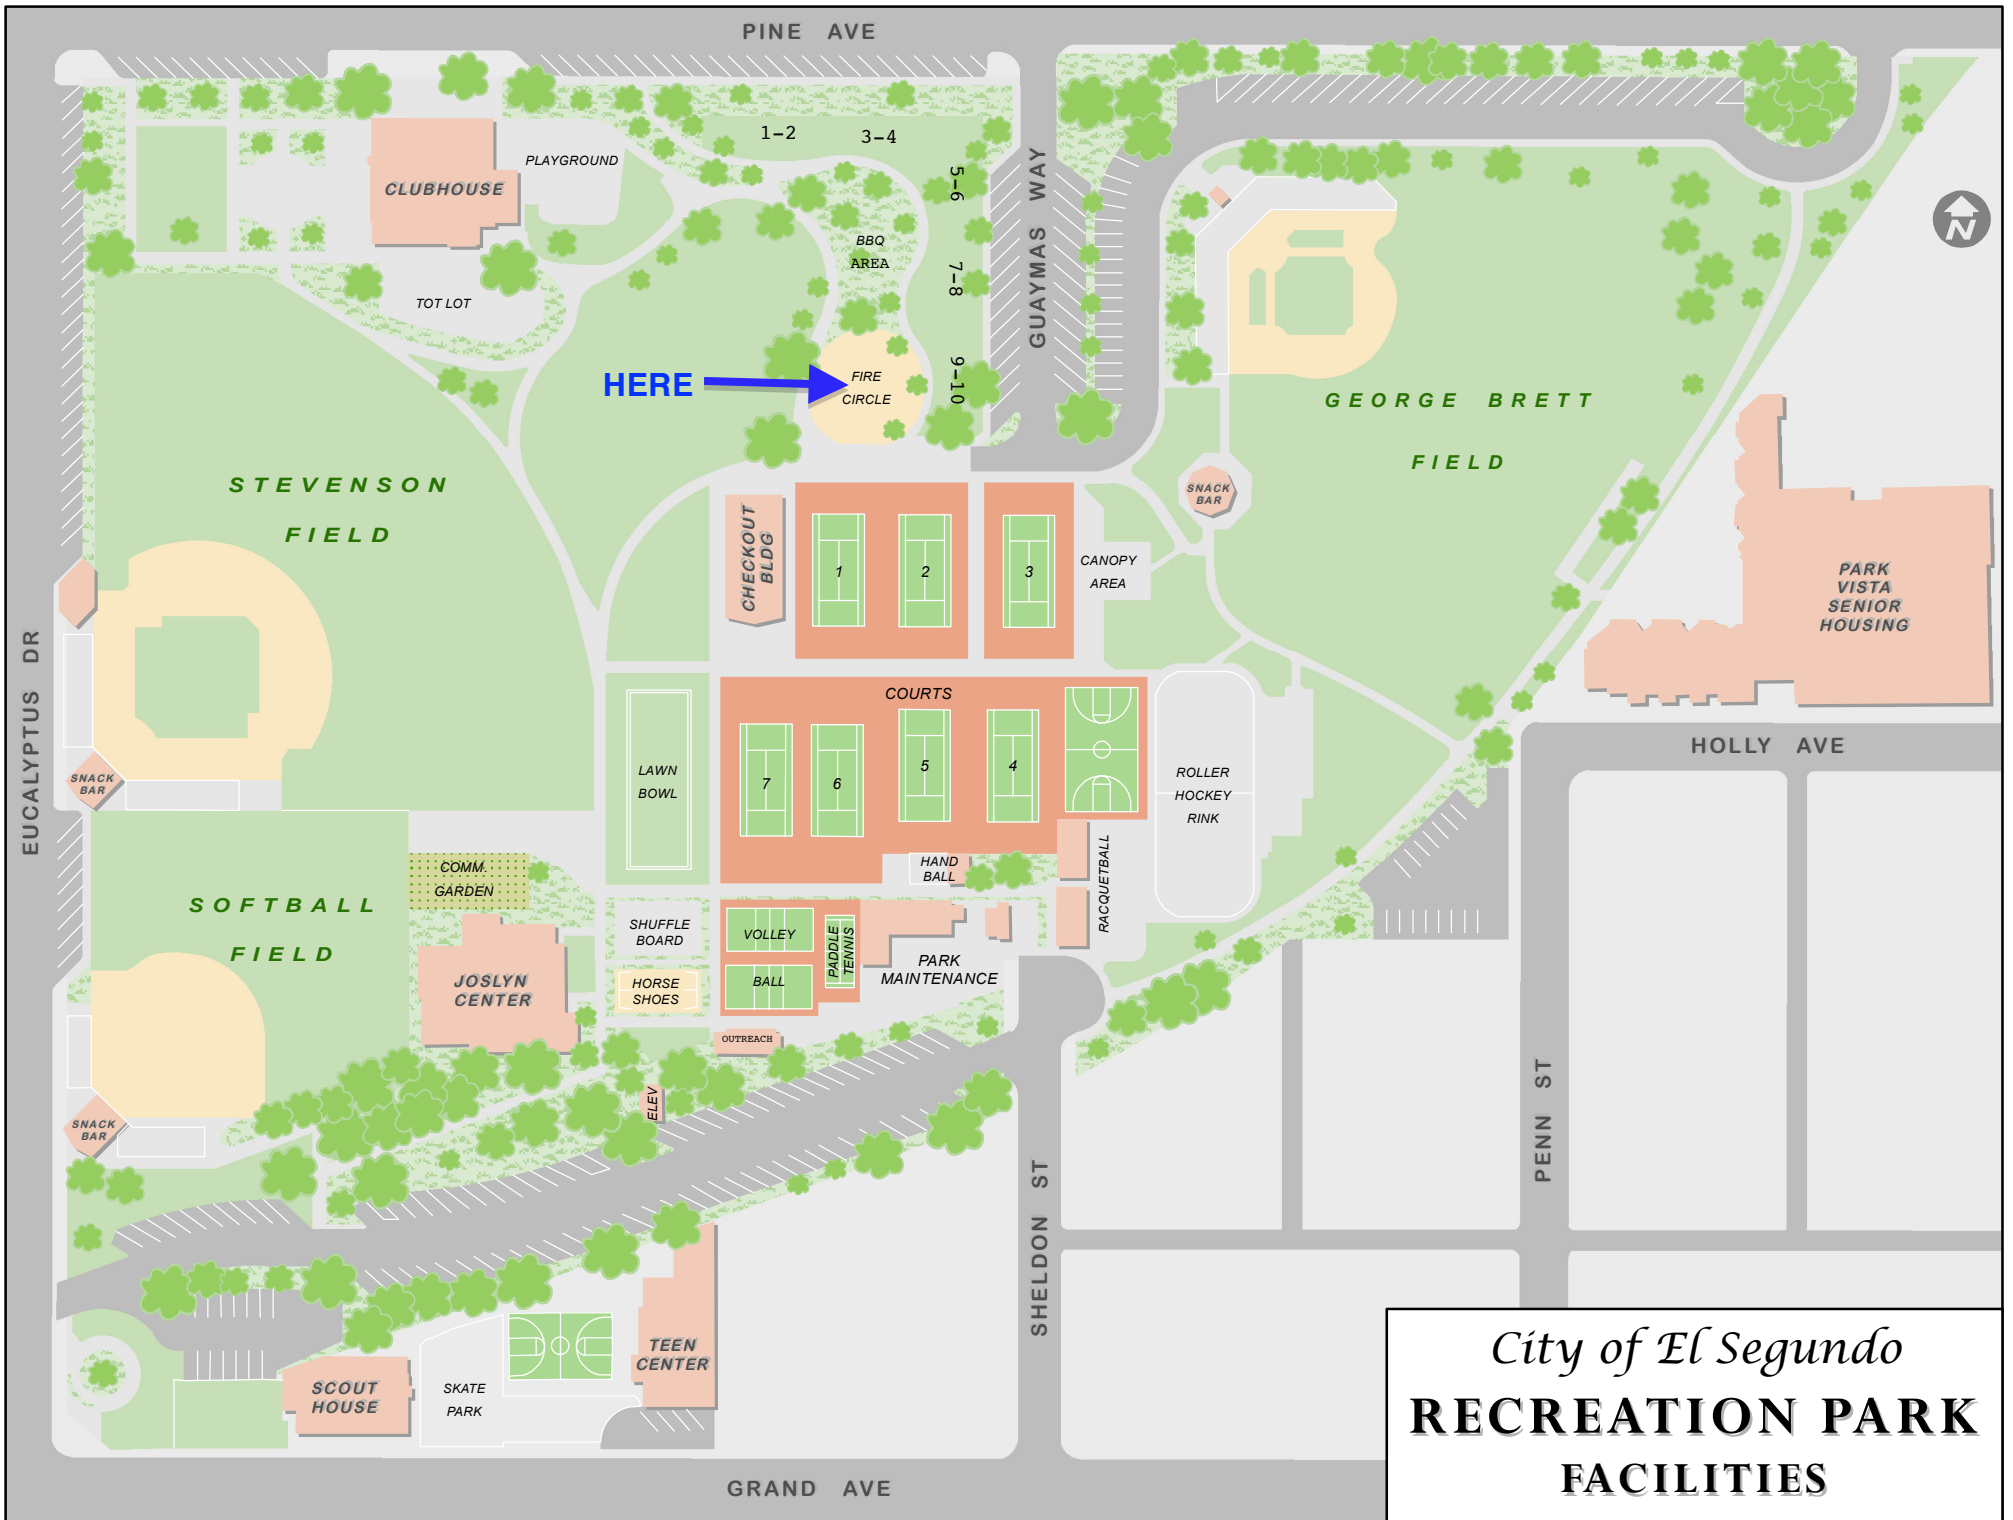 PINE AVE
1-2
3-4
PLAYGROUND
CLUBHOUSE
5-6
GUAYMAS WAY
N
BBQ
AREA
7-8
TOT LOT
HERE
FIRE
CIRCLE
9-10
GEORGE BRETT
FIELD
STEVENSON
FIELD
SNACK
BAR
CHECKOUT
BLDG
1
2
3
CANOPY
AREA
PARK
VISTA
SENIOR
HOUSING
EUCALYPTUS DR
COURTS
HOLLY AVE
LAWN
BOWL
7
6
5
4
ROLLER
HOCKEY
RINK
SNACK
BAR
COMM.
GARDEN
HAND
BALL
RACQUETBALL
SOFTBALL
FIELD
SHUFFLE
BOARD
VOLLEY
BALL
PADDLE
TENNIS
PARK
MAINTENANCE
JOSLYN
CENTER
HORSE
SHOES
OUTREACH
ELEV
SNACK
BAR
PENN ST
SHELDON ST
TEEN
CENTER
SCOUT
HOUSE
SKATE
PARK
GRAND AVE
City of El Segundo
RECREATION PARK
FACILITIES